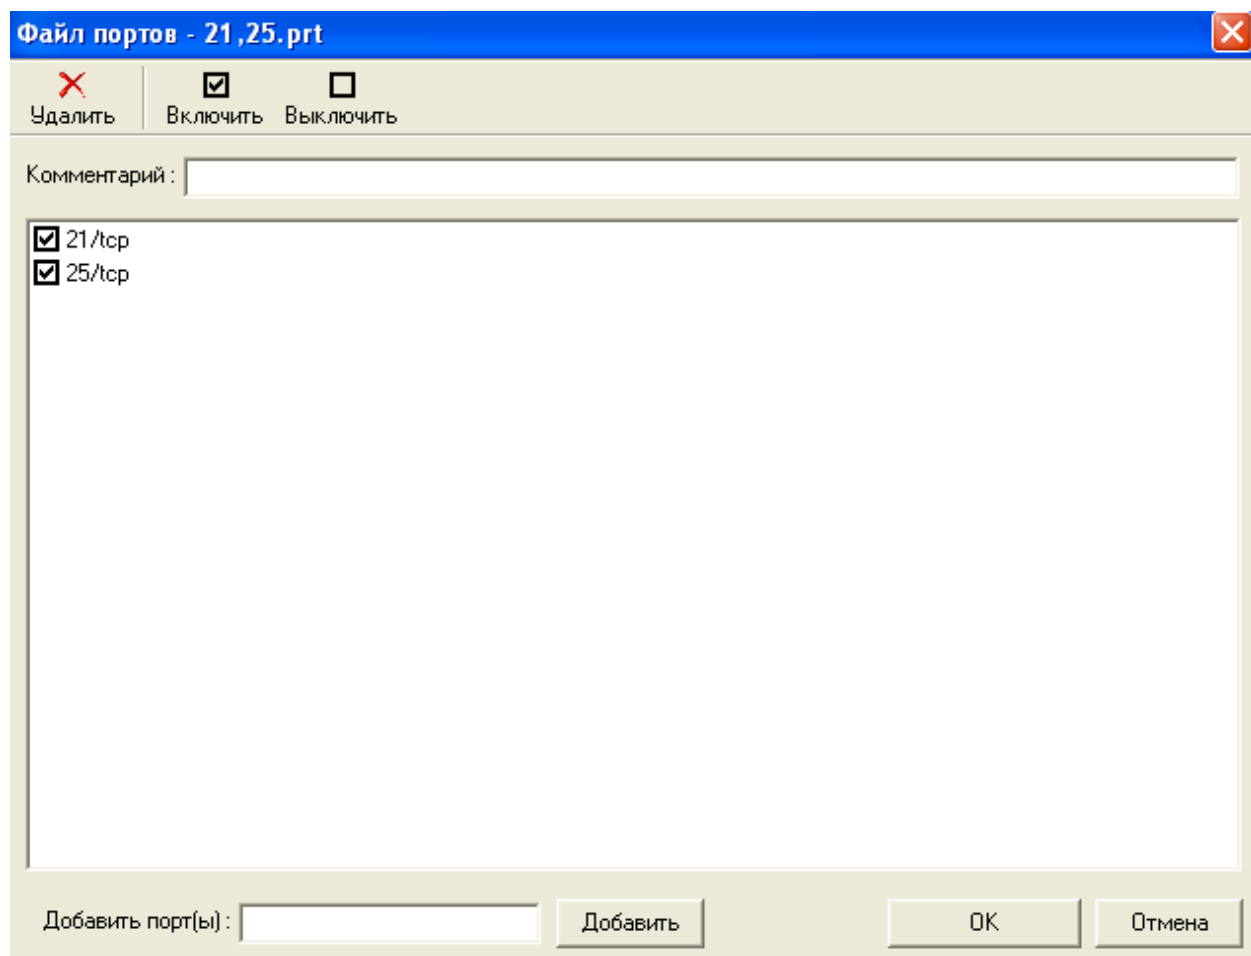 Файл портов - 21,25.prt
Удалить Включить Выключить
Комментарий :
21/tcp
25/tcp
Добавить порт(ы) : Добавить OK Отмена